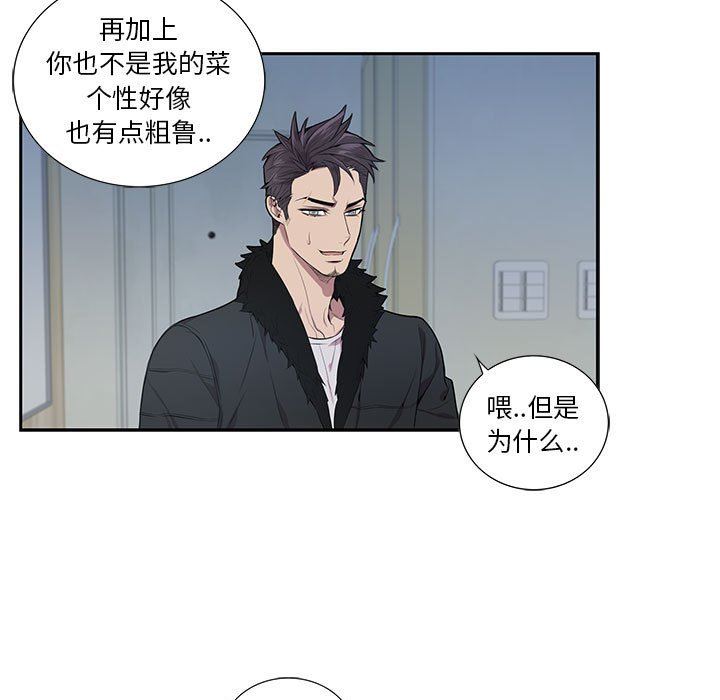 再加上
你也不是我的菜
个性好像
也有点粗鲁..
喂..但是
为什么..